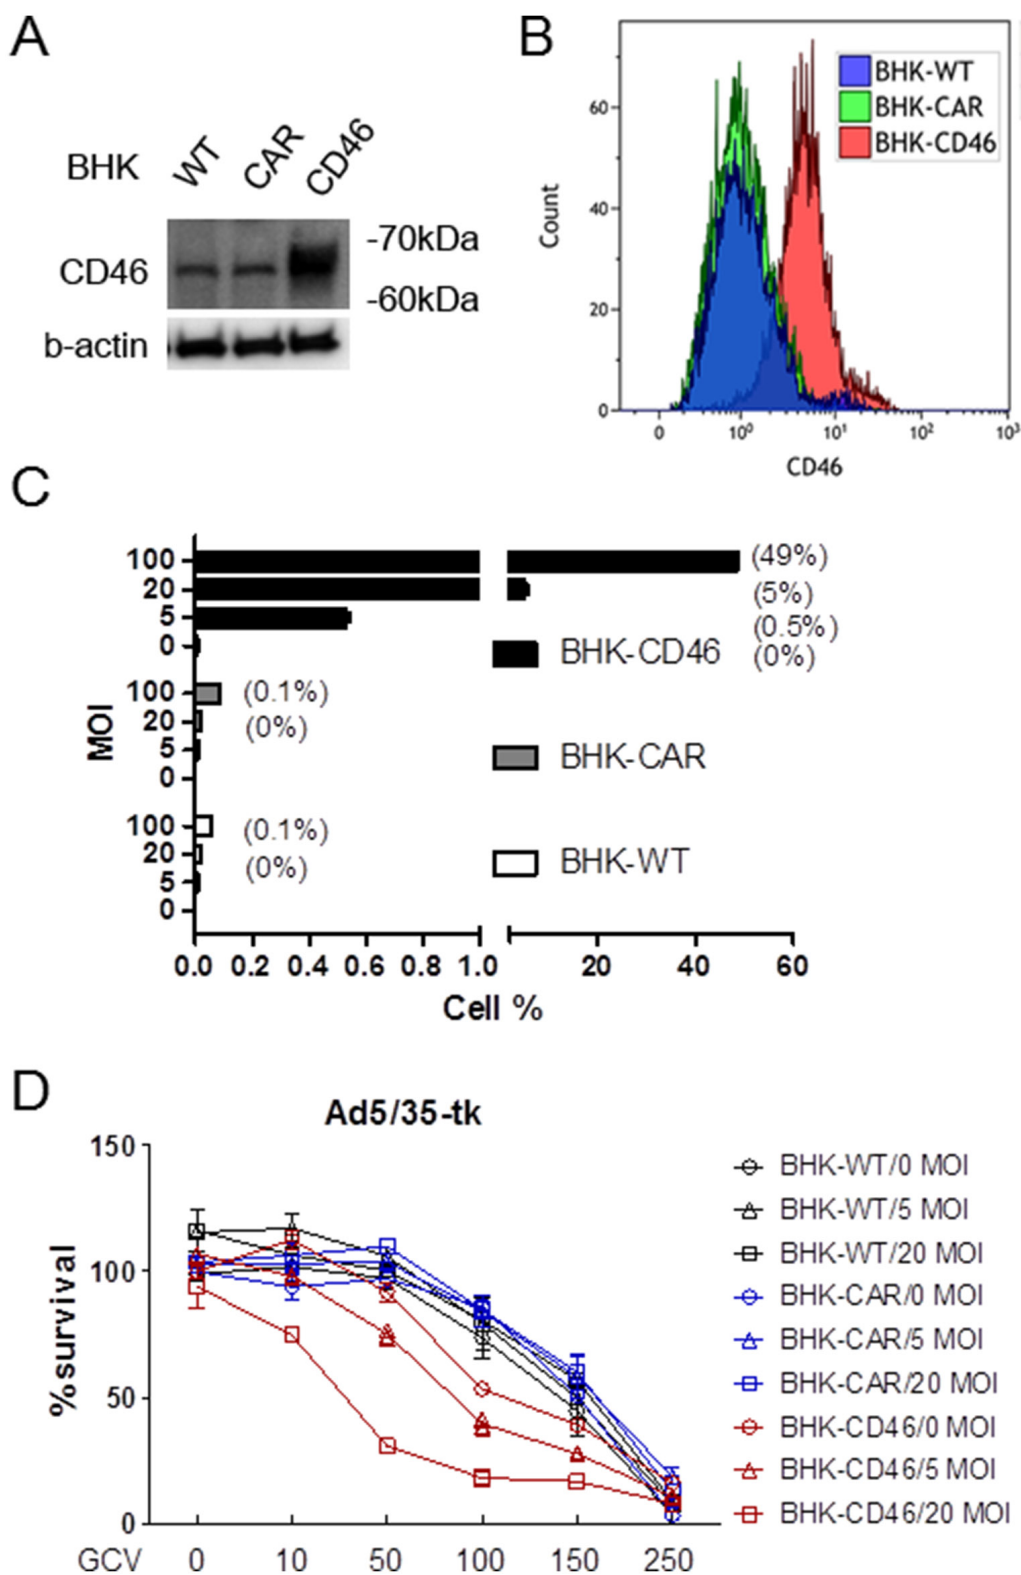 A
BHK WT CAR CD46
CD46
-70kDa
-60kDa
b-actin
B
BHK-WT
BHK-CAR
BHK-CD46
Count
60
40
20
0
0 10⁰ 10¹ 10² 10³
CD46
C
MOI
100 (49%)
20 (5%)
5 (0.5%)
0 (0%)
BHK-CD46
100 (0.1%)
20 (0%)
5
0
BHK-CAR
100 (0.1%)
20 (0%)
5
0
BHK-WT
0.0 0.2 0.4 0.6 0.8 1.0 20 40 60
Cell %
D
Ad5/35-tk
%survival
150
100
50
0
GCV 0 10 50 100 150 250
BHK-WT/0 MOI
BHK-WT/5 MOI
BHK-WT/20 MOI
BHK-CAR/0 MOI
BHK-CAR/5 MOI
BHK-CAR/20 MOI
BHK-CD46/0 MOI
BHK-CD46/5 MOI
BHK-CD46/20 MOI